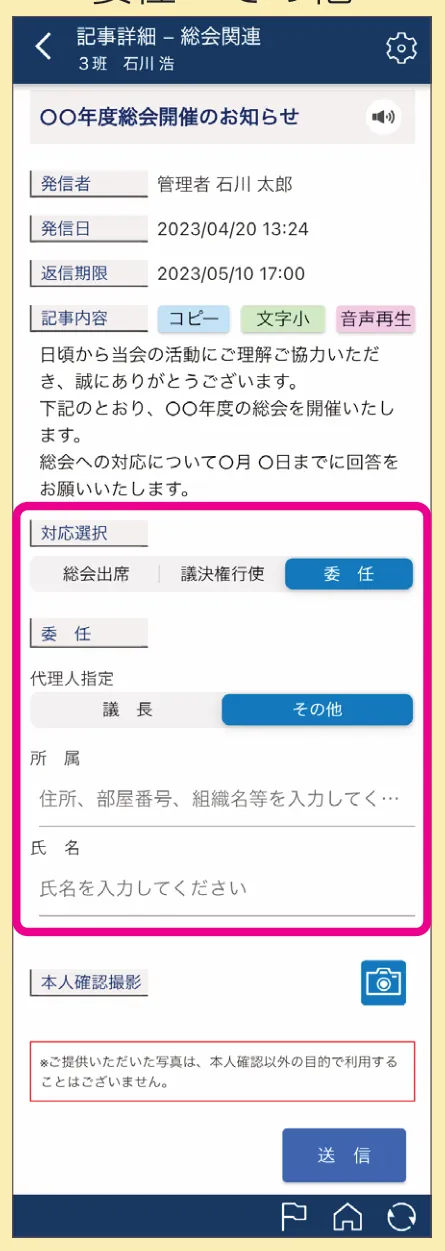 記事詳細 – 総会関連
３班　石川 浩
〇〇年度総会開催のお知らせ
発信者 管理者 石川 太郎
発信日 2023/04/20 13:24
返信期限 2023/05/10 17:00
記事内容 コピー 文字小 音声再生
日頃から当会の活動にご理解ご協力いただ
き、誠にありがとうございます。
下記のとおり、〇〇年度の総会を開催いたし
ます。
総会への対応について〇月 〇日までに回答を
お願いいたします。
対応選択
総会出席 議決権行使 委　任
委　任
代理人指定
議　長 その他
所　属
住所、部屋番号、組織名等を入力してく…
氏　名
氏名を入力してください
本人確認撮影
※ご提供いただいた写真は、本人確認以外の目的で利用する
ことはございません。
送　信